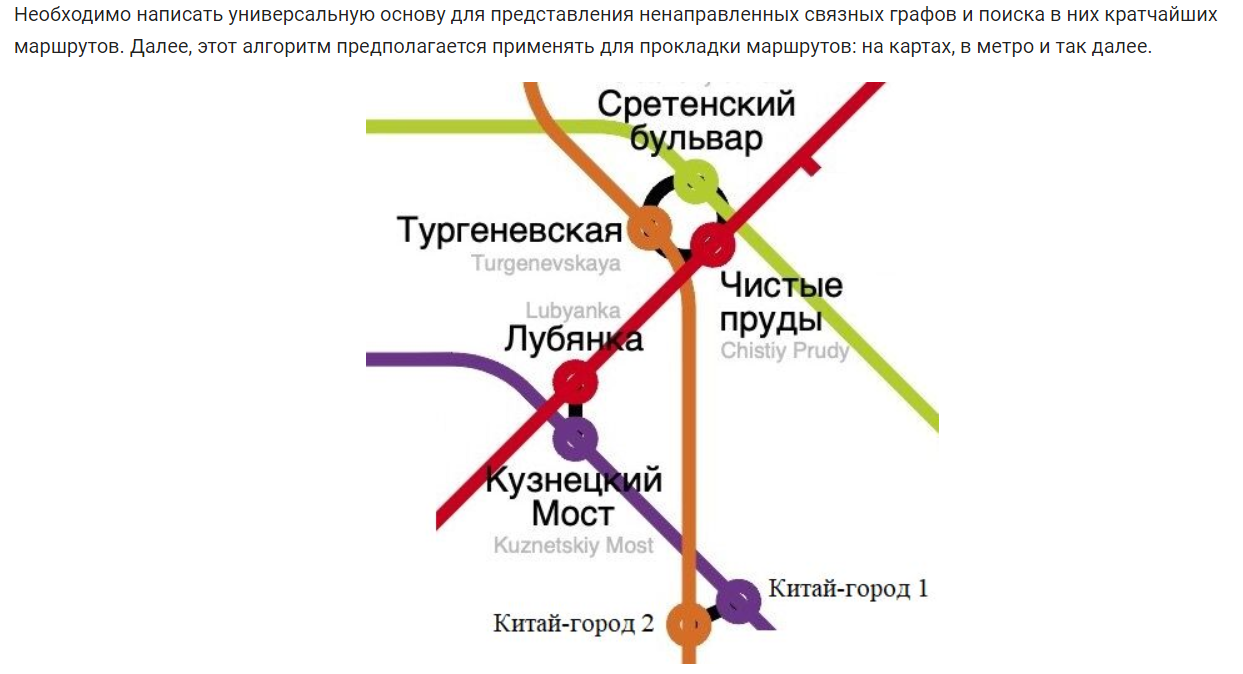 Необходимо написать универсальную основу для представления ненаправленных связных графов и поиска в них кратчайших
маршрутов. Далее, этот алгоритм предполагается применять для прокладки маршрутов: на картах, в метро и так далее.
Сретенский
бульвар
Тургеневская
Turgenevskaya
Чистые
пруды
Chistiy Prudy
Lubyanka
Лубянка
Кузнецкий
Мост
Kuznetskiy Most
Китай-город 1
Китай-город 2